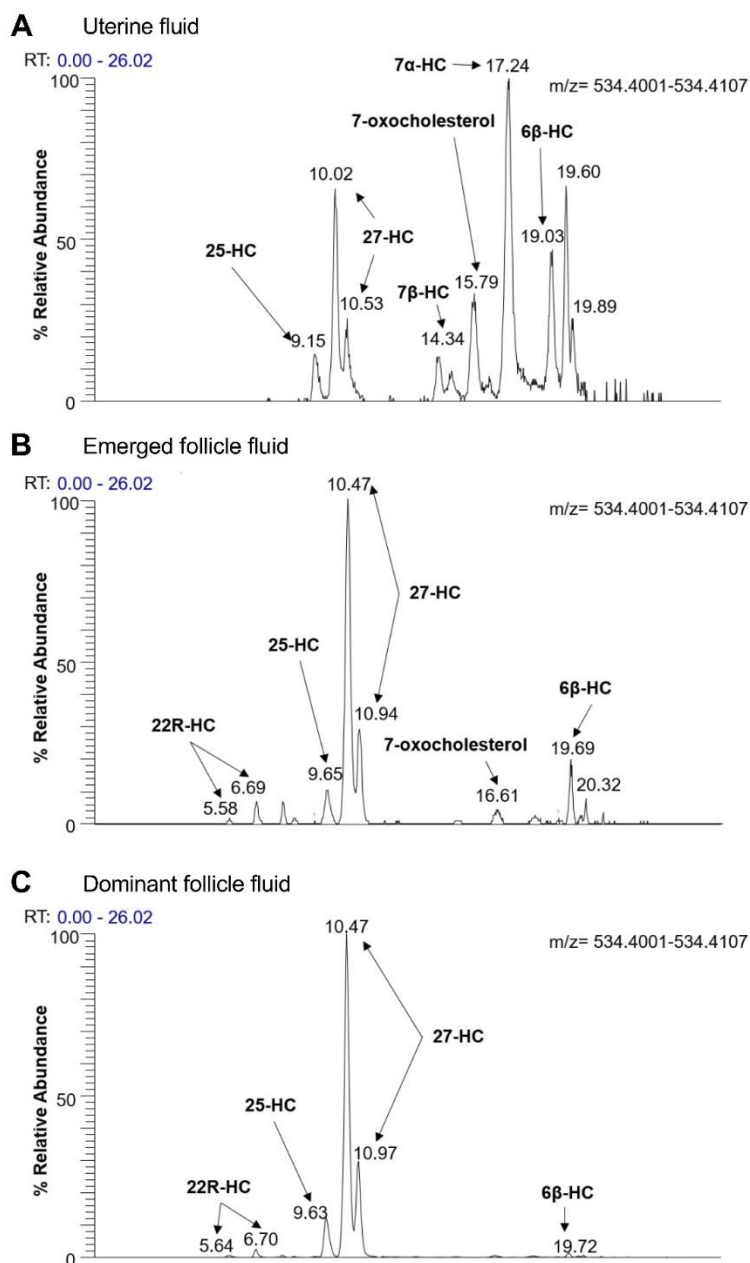 A Uterine fluid
RT: 0.00 - 26.02
m/z= 534.4001-534.4107
% Relative Abundance
100
50
0
7α-HC 17.24
7-oxocholesterol
6β-HC
19.60
10.02
25-HC
27-HC
19.03
7β-HC
15.79
10.53
19.89
9.15
14.34
B Emerged follicle fluid
RT: 0.00 - 26.02
m/z= 534.4001-534.4107
% Relative Abundance
100
50
0
10.47
27-HC
25-HC
10.94
6β-HC
22R-HC
7-oxocholesterol
19.69
9.65
6.69
20.32
5.58
16.61
C Dominant follicle fluid
RT: 0.00 - 26.02
m/z= 534.4001-534.4107
% Relative Abundance
100
50
0
10.47
27-HC
25-HC
10.97
22R-HC
6β-HC
9.63
6.70
5.64
19.72